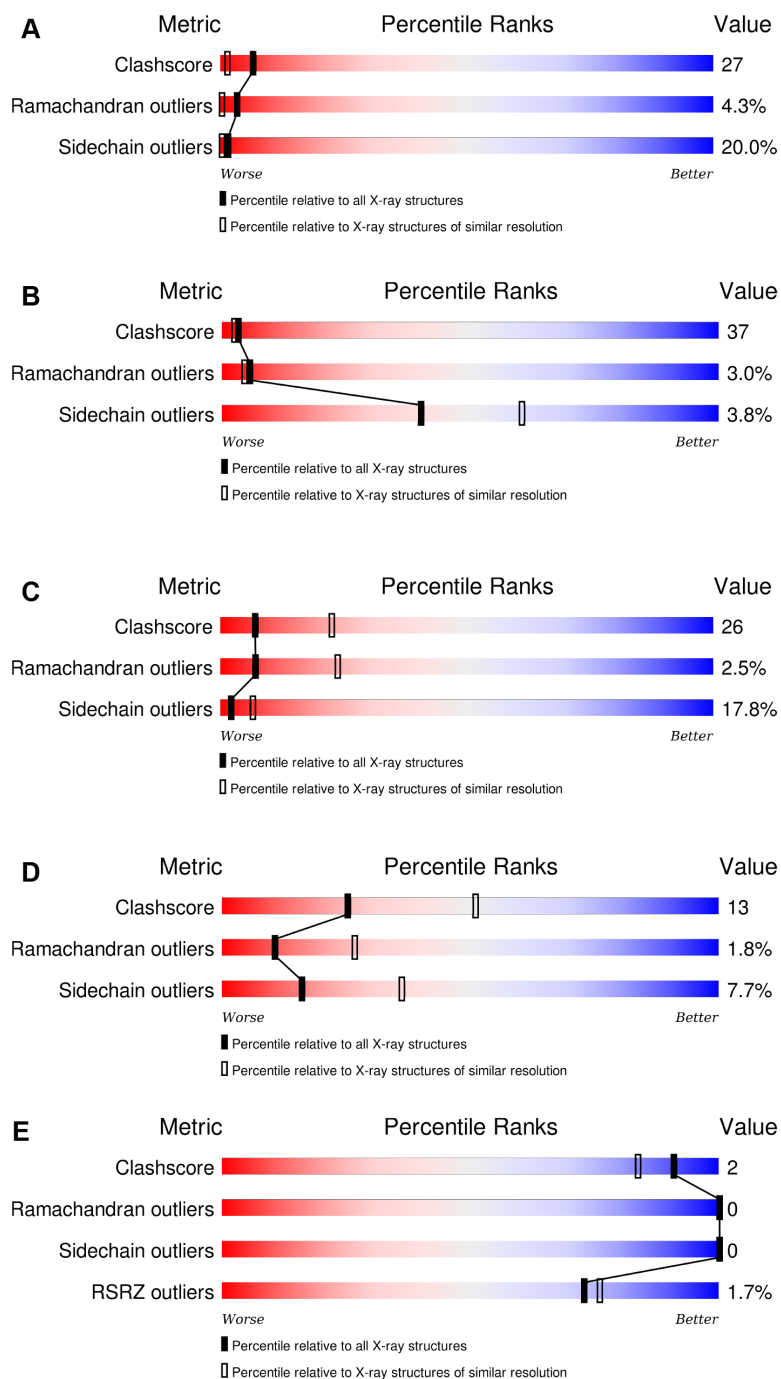 A
Metric Percentile Ranks Value
Clashscore 27
Ramachandran outliers 4.3%
Sidechain outliers 20.0%
Worse Better
Percentile relative to all X-ray structures
Percentile relative to X-ray structures of similar resolution
B
Metric Percentile Ranks Value
Clashscore 37
Ramachandran outliers 3.0%
Sidechain outliers 3.8%
Worse Better
Percentile relative to all X-ray structures
Percentile relative to X-ray structures of similar resolution
C
Metric Percentile Ranks Value
Clashscore 26
Ramachandran outliers 2.5%
Sidechain outliers 17.8%
Worse Better
Percentile relative to all X-ray structures
Percentile relative to X-ray structures of similar resolution
D
Metric Percentile Ranks Value
Clashscore 13
Ramachandran outliers 1.8%
Sidechain outliers 7.7%
Worse Better
Percentile relative to all X-ray structures
Percentile relative to X-ray structures of similar resolution
E
Metric Percentile Ranks Value
Clashscore 2
Ramachandran outliers 0
Sidechain outliers 0
RSRZ outliers 1.7%
Worse Better
Percentile relative to all X-ray structures
Percentile relative to X-ray structures of similar resolution